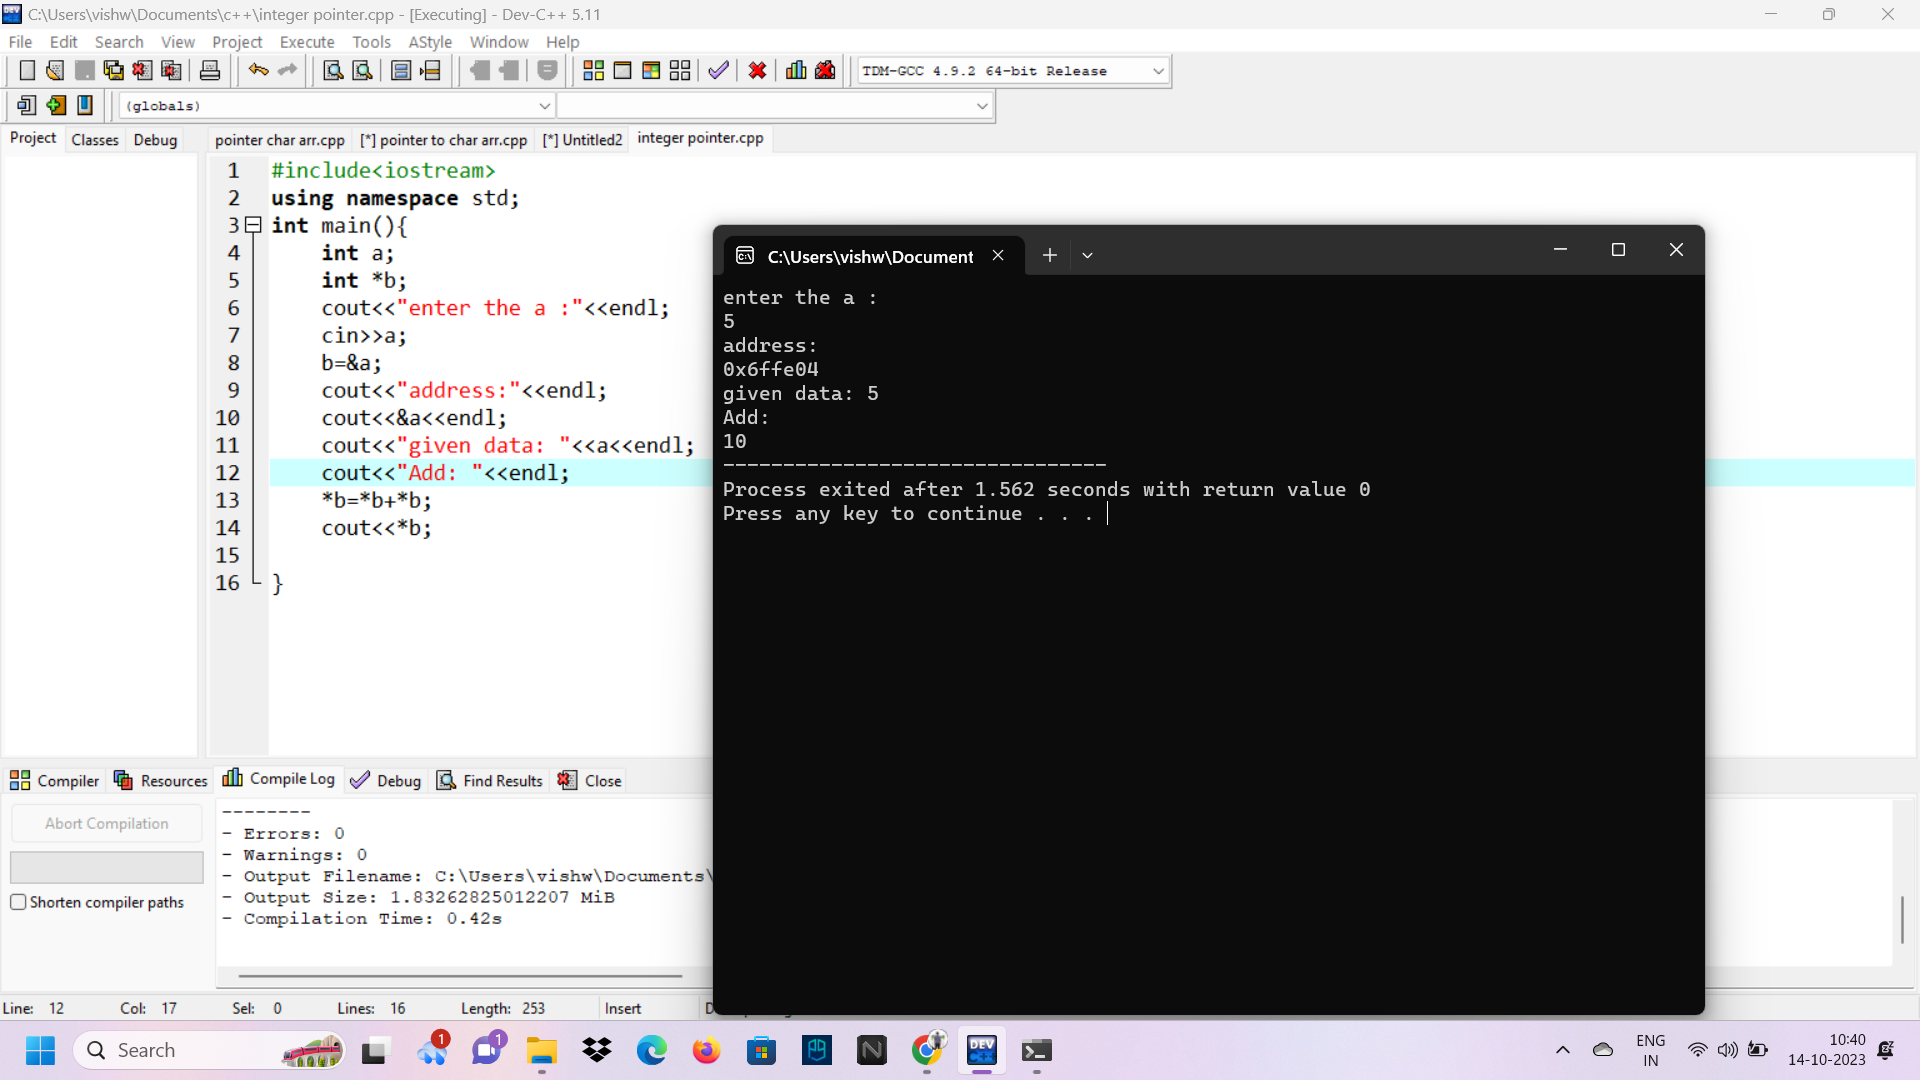 C:\Users\vishw\Documents\c++\integer pointer.cpp - [Executing] - Dev-C++ 5.11
File Edit Search View Project Execute Tools AStyle Window Help
TDM-GCC 4.9.2 64-bit Release
(globals)
Project Classes Debug
pointer char arr.cpp [*] pointer to char arr.cpp [*] Untitled2 integer pointer.cpp
1 #include<iostream>
2 using namespace std;
3 int main(){
4 int a;
5 int *b;
6 cout<<"enter the a :"<<endl;
7 cin>>a;
8 b=&a;
9 cout<<"address:"<<endl;
10 cout<<&a<<endl;
11 cout<<"given data: "<<a<<endl;
12 cout<<"Add: "<<endl;
13 *b=*b+*b;
14 cout<<*b;
15
16 }
C:\Users\vishw\Document
enter the a :
5
address:
0x6ffe04
given data: 5
Add:
10
--------------------------------
Process exited after 1.562 seconds with return value 0
Press any key to continue . . .
Compiler Resources Compile Log Debug Find Results Close
Abort Compilation
Shorten compiler paths
--------
- Errors: 0
- Warnings: 0
- Output Filename: C:\Users\vishw\Documents\
- Output Size: 1.83262825012207 MiB
- Compilation Time: 0.42s
Line: 12 Col: 17 Sel: 0 Lines: 16 Length: 253 Insert
Search
1
1
DEV
ENG
IN
10:40
14-10-2023